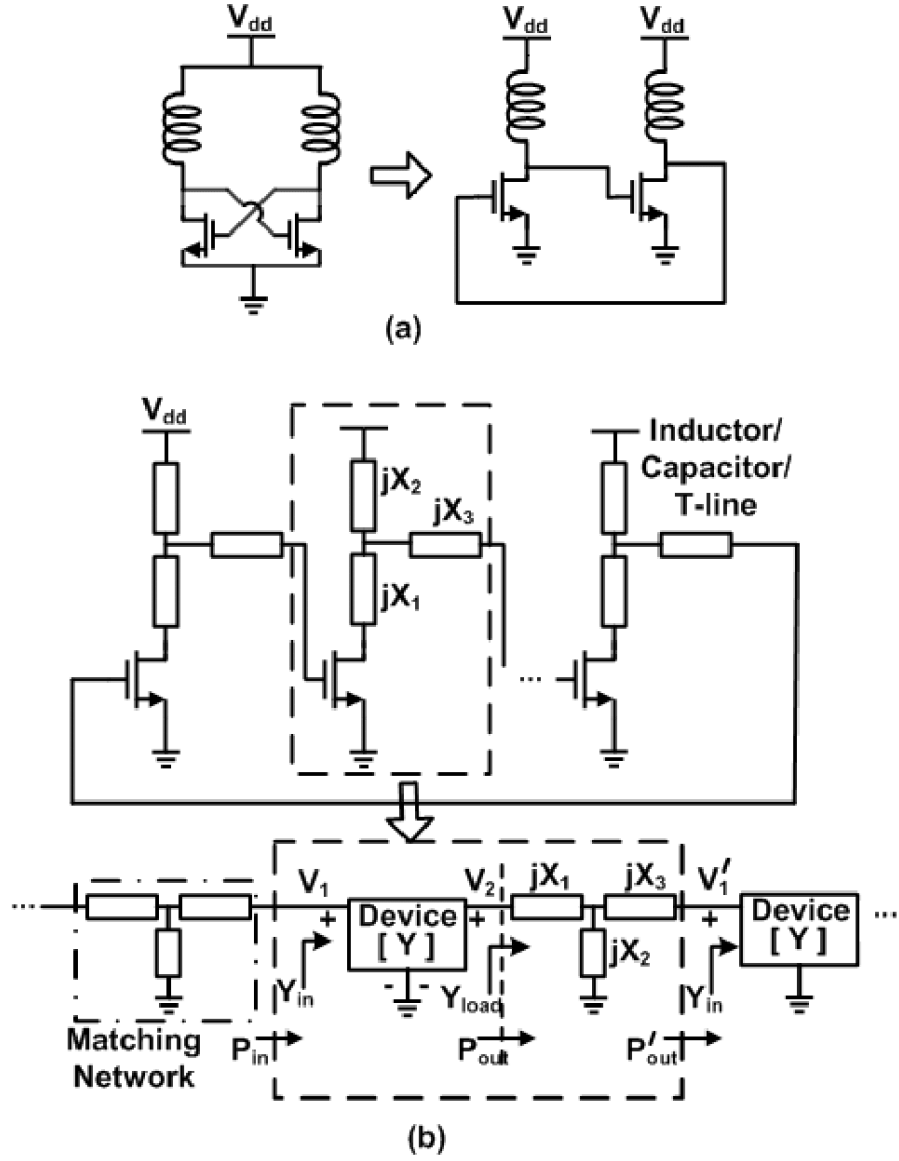 Vdd
Vdd
Vdd
(a)
Vdd
Inductor/
Capacitor/
T-line
jX2
jX3
jX1
...
...
V1
V2
jX1
jX3
V1′
+
Device
[ Y ]
+
+
Device
[ Y ]
...
jX2
Yin
- -
Yload
Yin
Matching
Network
Pin
Pout
P′out
(b)